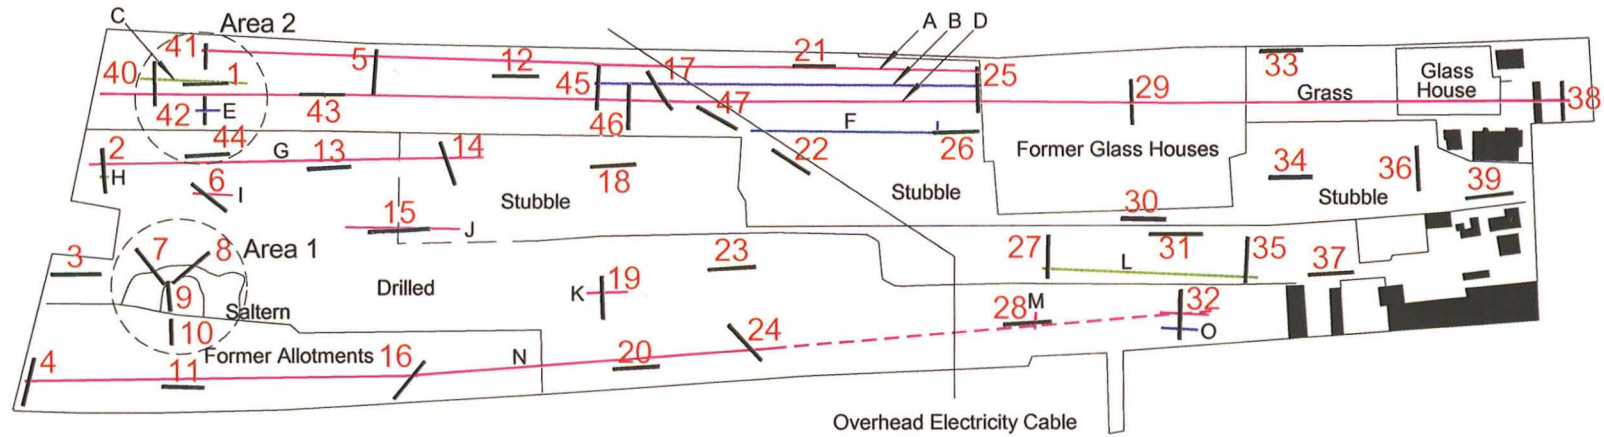 C
Area 2
A B D
41
5
12
21
33
40
1
45
17
25
29
Glass
House
Grass
38
42
E
43
46
47
F
26
44
G
2
H
13
14
18
22
Former Glass Houses
34
36
39
6
I
Stubble
Stubble
Stubble
15
J
30
31
3
7
8
Area 1
23
27
L
35
37
9
Saltern
Drilled
K
19
28
M
32
O
10
Former Allotments
24
4
11
16
N
20
Overhead Electricity Cable